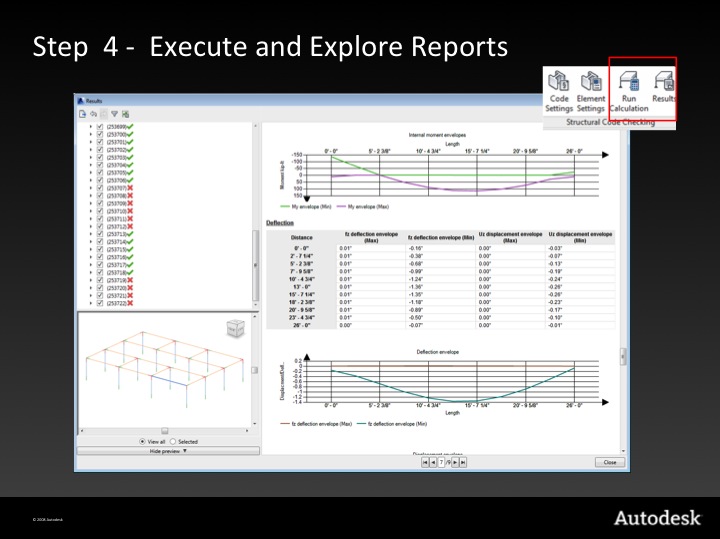 Step 4 - Execute and Explore Reports
Code Settings
Element Settings
Run Calculation
Results
Structural Code Checking
Results
(253699)
(253700)
(253701)
(253702)
(253703)
(253704)
(253705)
(253706)
(253707)
(253708)
(253709)
(253710)
(253711)
(253712)
(253713)
(253714)
(253715)
(253716)
(253717)
(253718)
(253719)
(253720)
(253721)
(253722)
View all Selected
Hide preview
Internal moment envelopes
Length
0' - 0" 5' - 2 3/8" 10' - 4 3/4" 15' - 7 1/4" 20' - 9 5/8" 26' - 0"
-150
-100
-50
0
50
100
150
My envelope (Min) My envelope (Max)
Deflection
Distance fz deflection envelope (Max) fz deflection envelope (Min) Uz displacement envelope (Max) Uz displacement envelope (Min)
0' - 0" 0.01" -0.16" 0.00" -0.03"
2' - 7 1/4" 0.01" -0.38" 0.00" -0.07"
5' - 2 3/8" 0.01" -0.68" 0.00" -0.13"
7' - 9 5/8" 0.01" -0.99" 0.00" -0.19"
10' - 4 3/4" 0.01" -1.24" 0.00" -0.24"
13' - 0" 0.01" -1.36" 0.00" -0.26"
15' - 7 1/4" 0.01" -1.35" 0.00" -0.26"
18' - 2 3/8" 0.01" -1.18" 0.00" -0.23"
20' - 9 5/8" 0.01" -0.89" 0.00" -0.17"
23' - 4 3/4" 0.01" -0.50" 0.00" -0.10"
26' - 0" 0.00" -0.07" 0.00" -0.01"
Deflection envelope
Displacement/Defl...
0.2
0
-0.2
-0.4
-0.6
-0.8
-1
-1.2
-1.4
0' - 0" 5' - 2 3/8" 10' - 4 3/4" 15' - 7 1/4" 20' - 9 5/8" 26' - 0"
Length
fz deflection envelope (Max) fz deflection envelope (Min)
7 /9
Close
© 2008 Autodesk
Autodesk